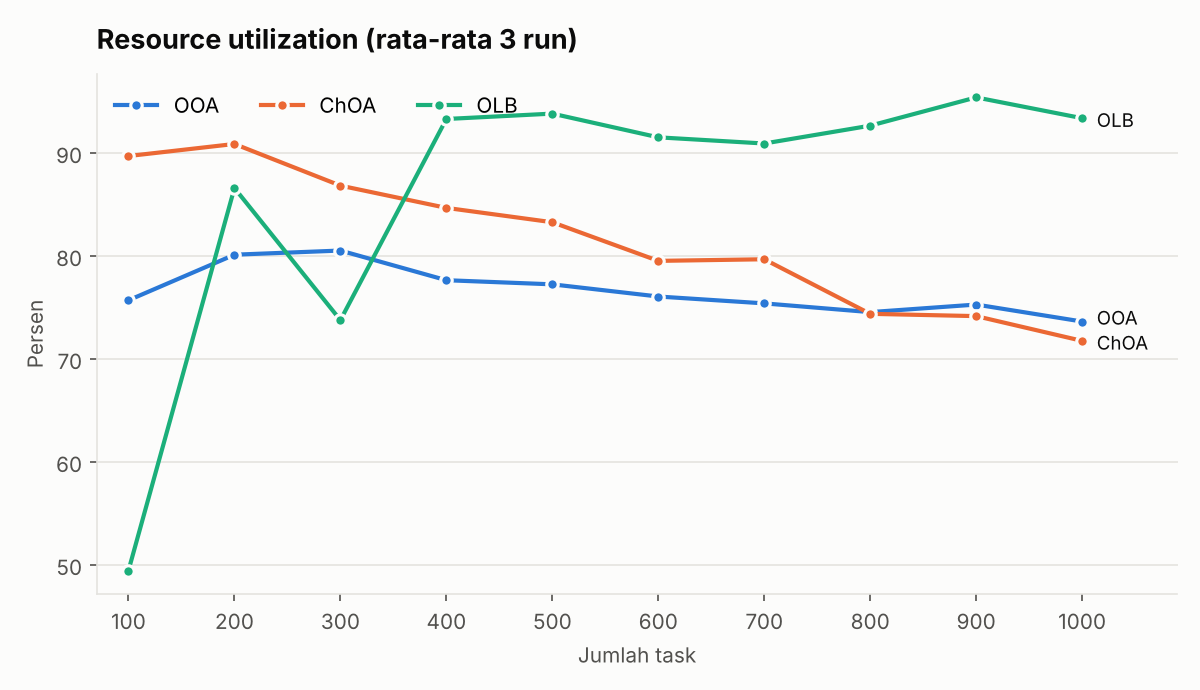 Resource utilization (rata-rata 3 run)
OOA ChOA OLB
OLB
OOA
ChOA
Persen
90
80
70
60
50
100 200 300 400 500 600 700 800 900 1000
Jumlah task